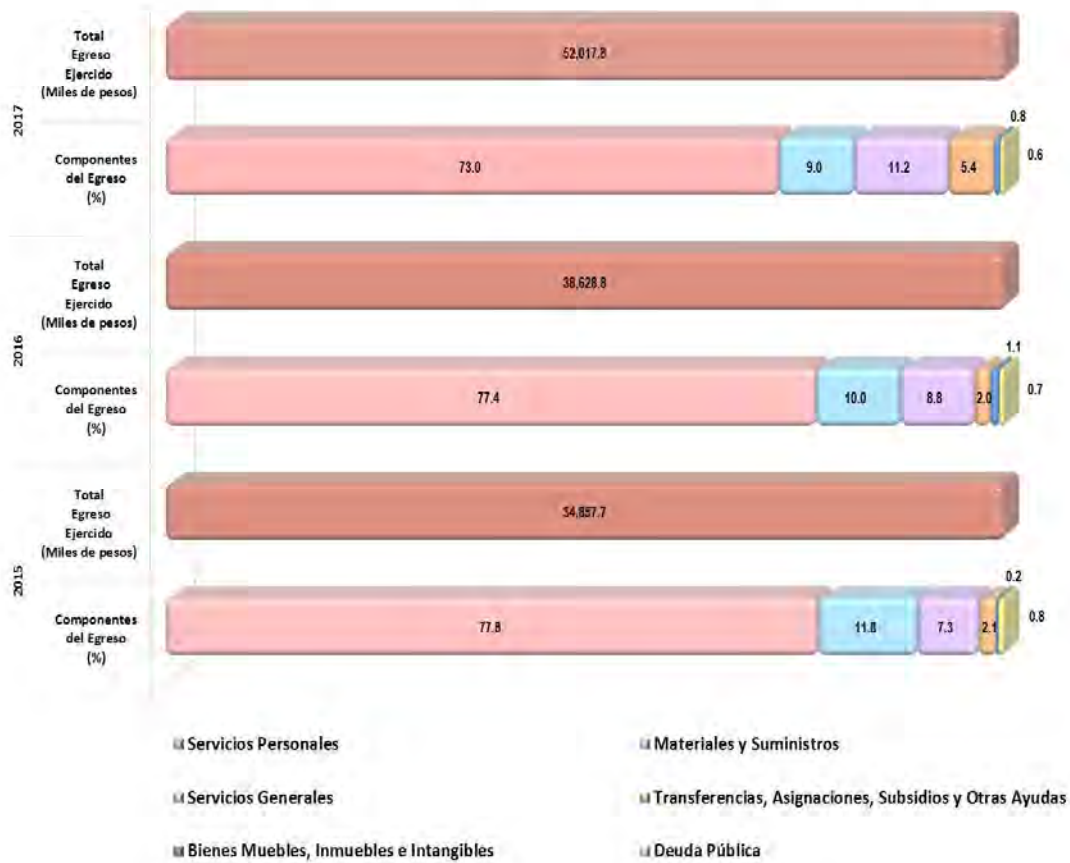 2017
Total
Egreso
Ejercido
(Miles de pesos)
52,017.8
Componentes
del Egreso
(%)
73.0
9.0
11.2
5.4
0.8
0.6
2016
Total
Egreso
Ejercido
(Miles de pesos)
38,628.8
Componentes
del Egreso
(%)
77.4
10.0
8.8
2.0
1.1
0.7
2015
Total
Egreso
Ejercido
(Miles de pesos)
Componentes
del Egreso
(%)
77.8
11.8
7.3
2.1
0.2
0.8
Servicios Personales
Materiales y Suministros
Servicios Generales
Transferencias, Asignaciones, Subsidios y Otras Ayudas
Bienes Muebles, Inmuebles e Intangibles
Deuda Pública